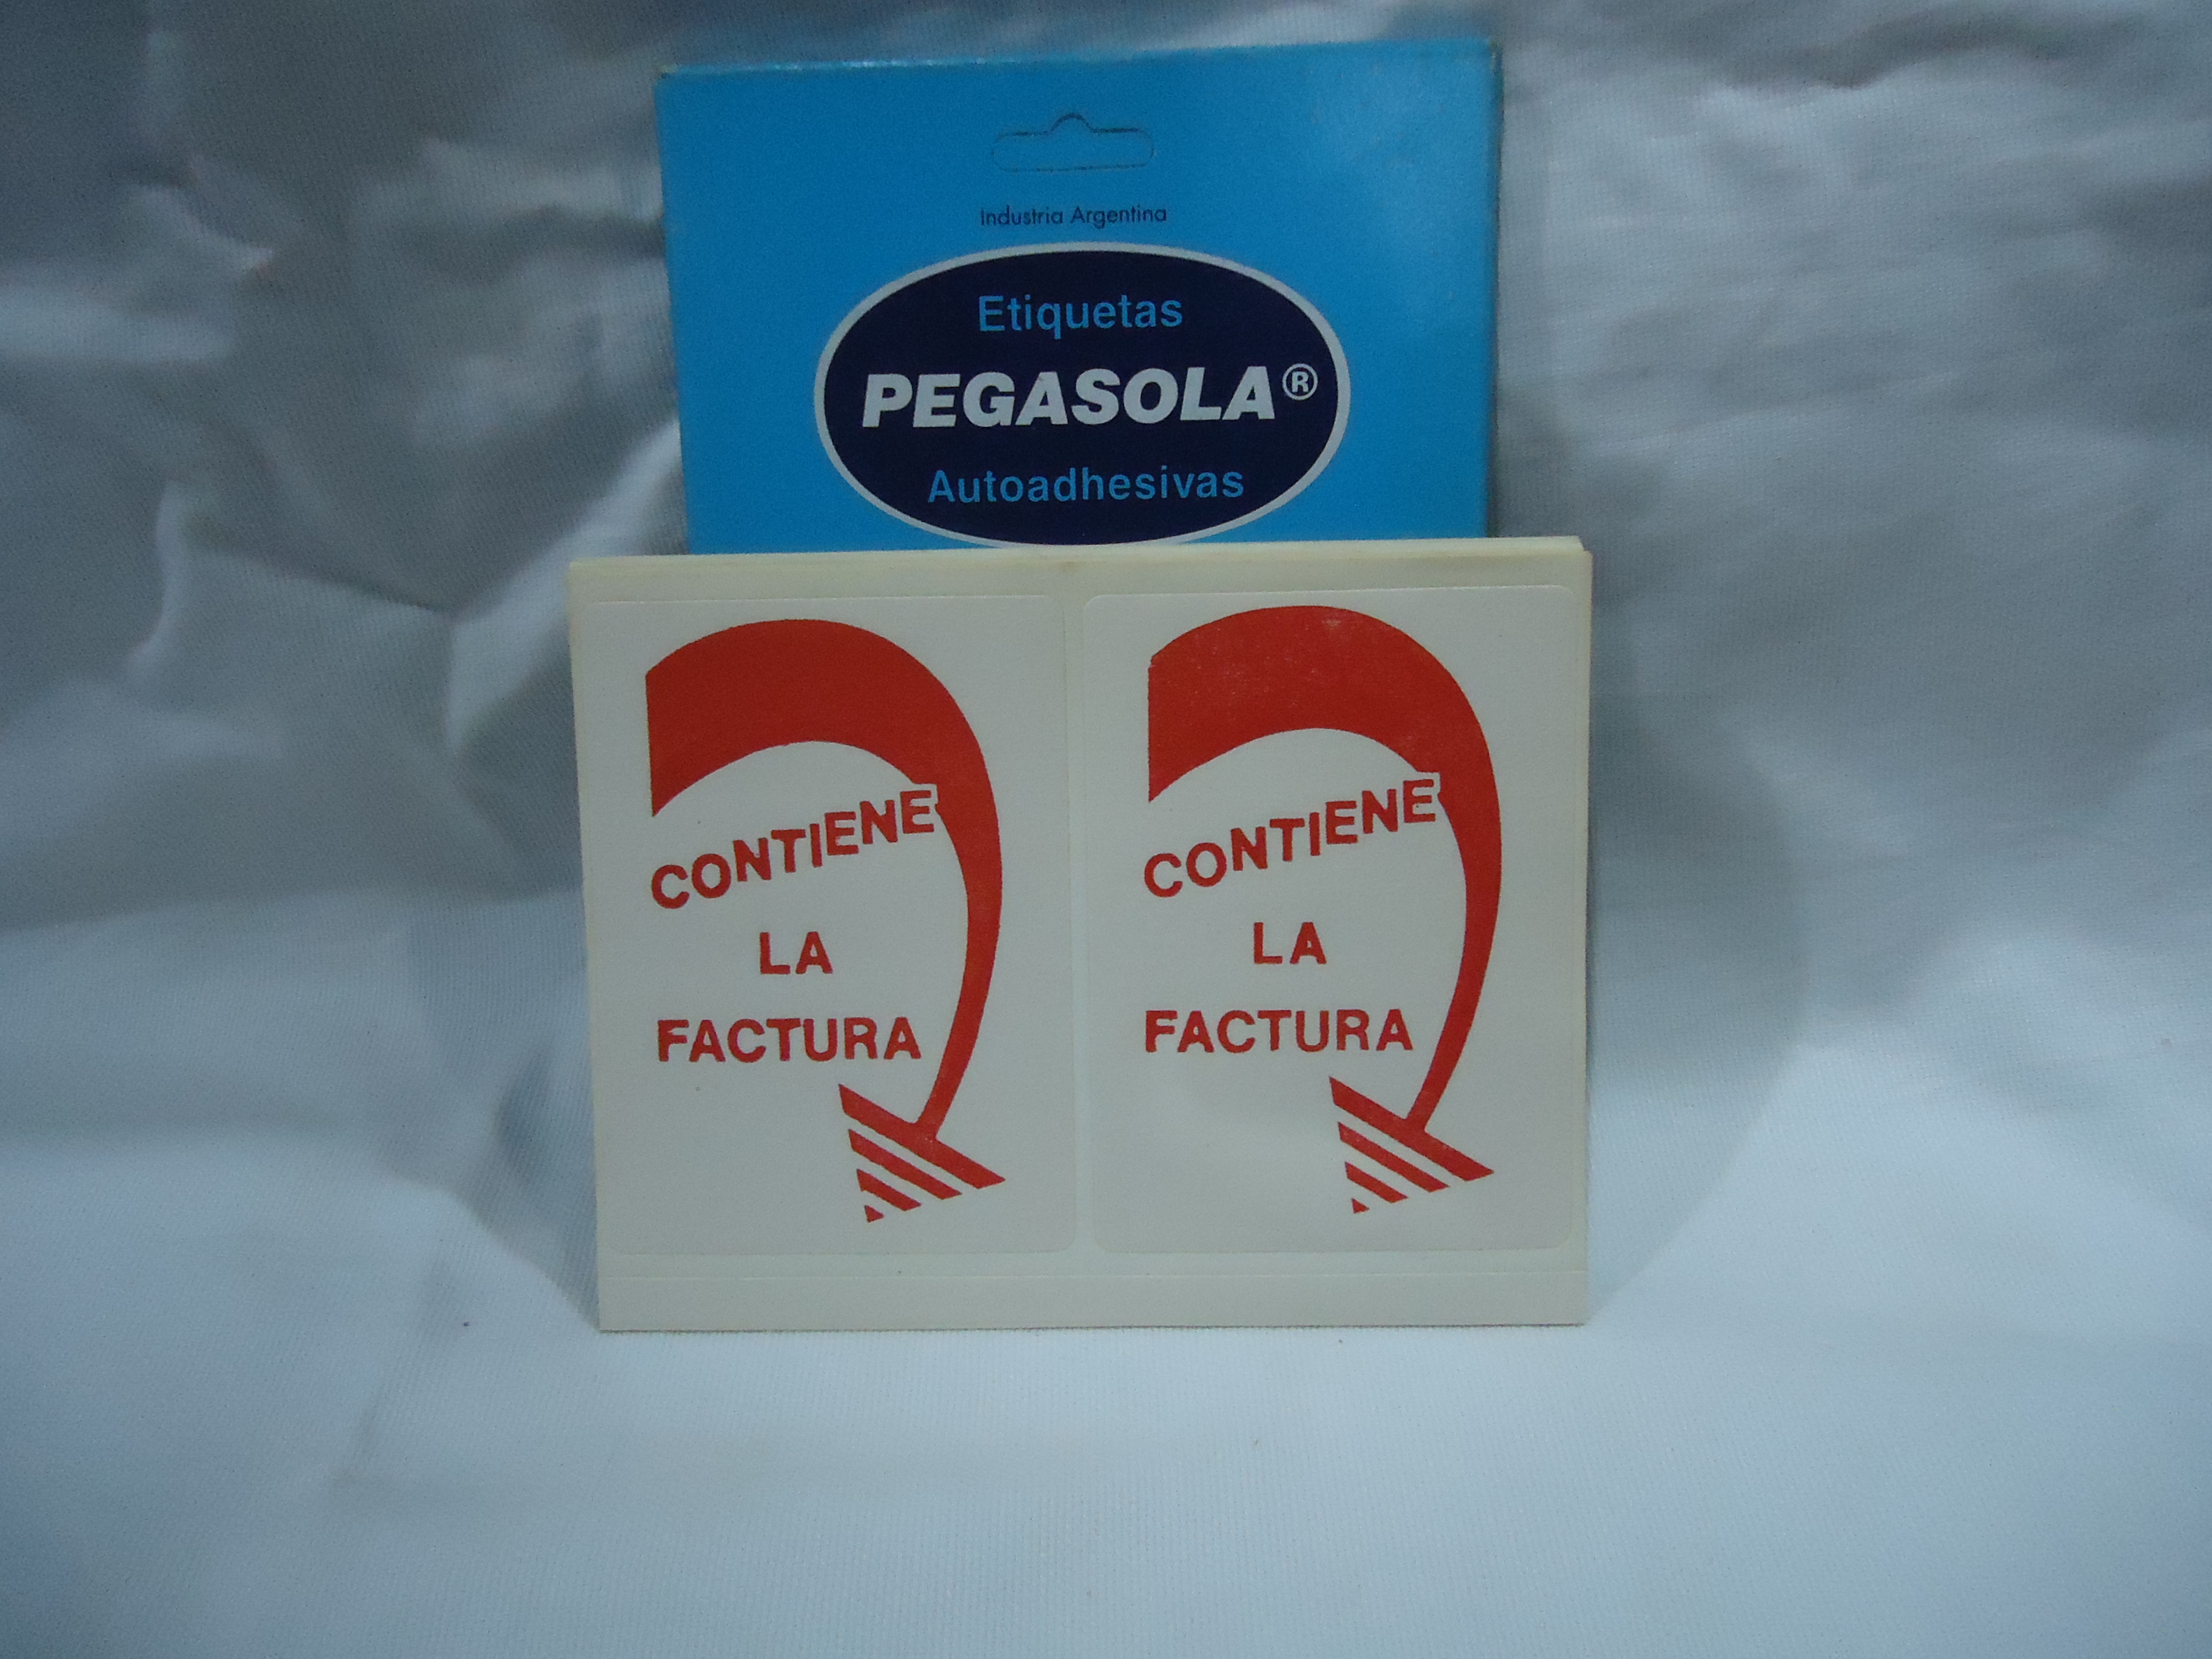 Industria Argentina
Etiquetas
PEGASOLA®
Autoadhesivas
CONTIENE
LA
FACTURA
CONTIENE
LA
FACTURA